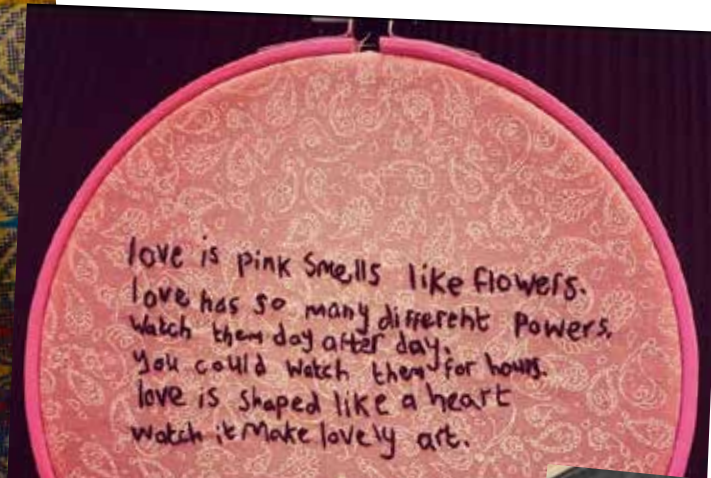 love is pink smells like flowers.
love has so many different powers.
watch them day after day.
you could watch them for hours.
love is shaped like a heart
watch it make lovely art.